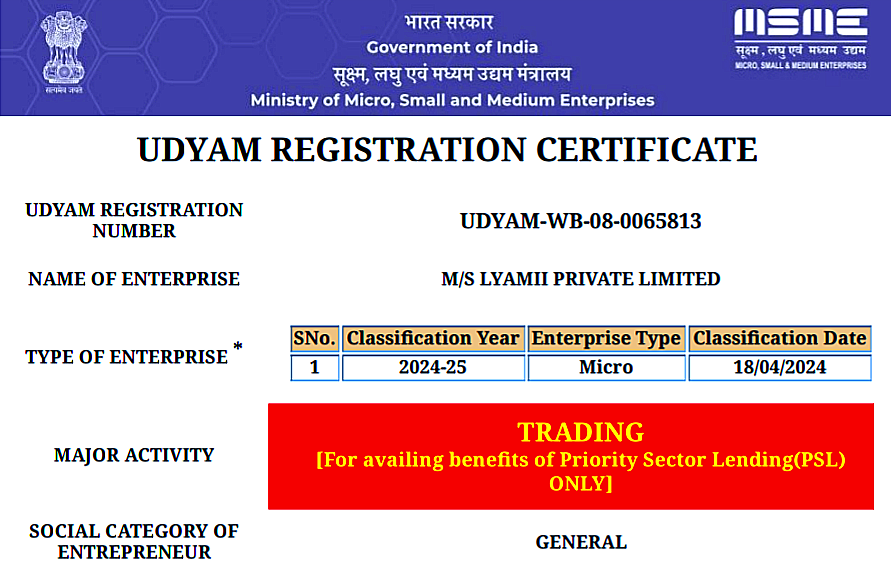 भारत सरकार
Government of India
सूक्ष्म, लघु एवं मध्यम उद्यम मंत्रालय
Ministry of Micro, Small and Medium Enterprises
सत्यमेव जयते
MSME
सूक्ष्म, लघु एवं मध्यम उद्यम
MICRO, SMALL & MEDIUM ENTERPRISES
UDYAM REGISTRATION CERTIFICATE
UDYAM REGISTRATION
NUMBER
UDYAM-WB-08-0065813
NAME OF ENTERPRISE
M/S LYAMII PRIVATE LIMITED
TYPE OF ENTERPRISE *
SNo. Classification Year Enterprise Type Classification Date
1 2024-25 Micro 18/04/2024
MAJOR ACTIVITY
TRADING
[For availing benefits of Priority Sector Lending(PSL)
ONLY]
SOCIAL CATEGORY OF
ENTREPRENEUR
GENERAL